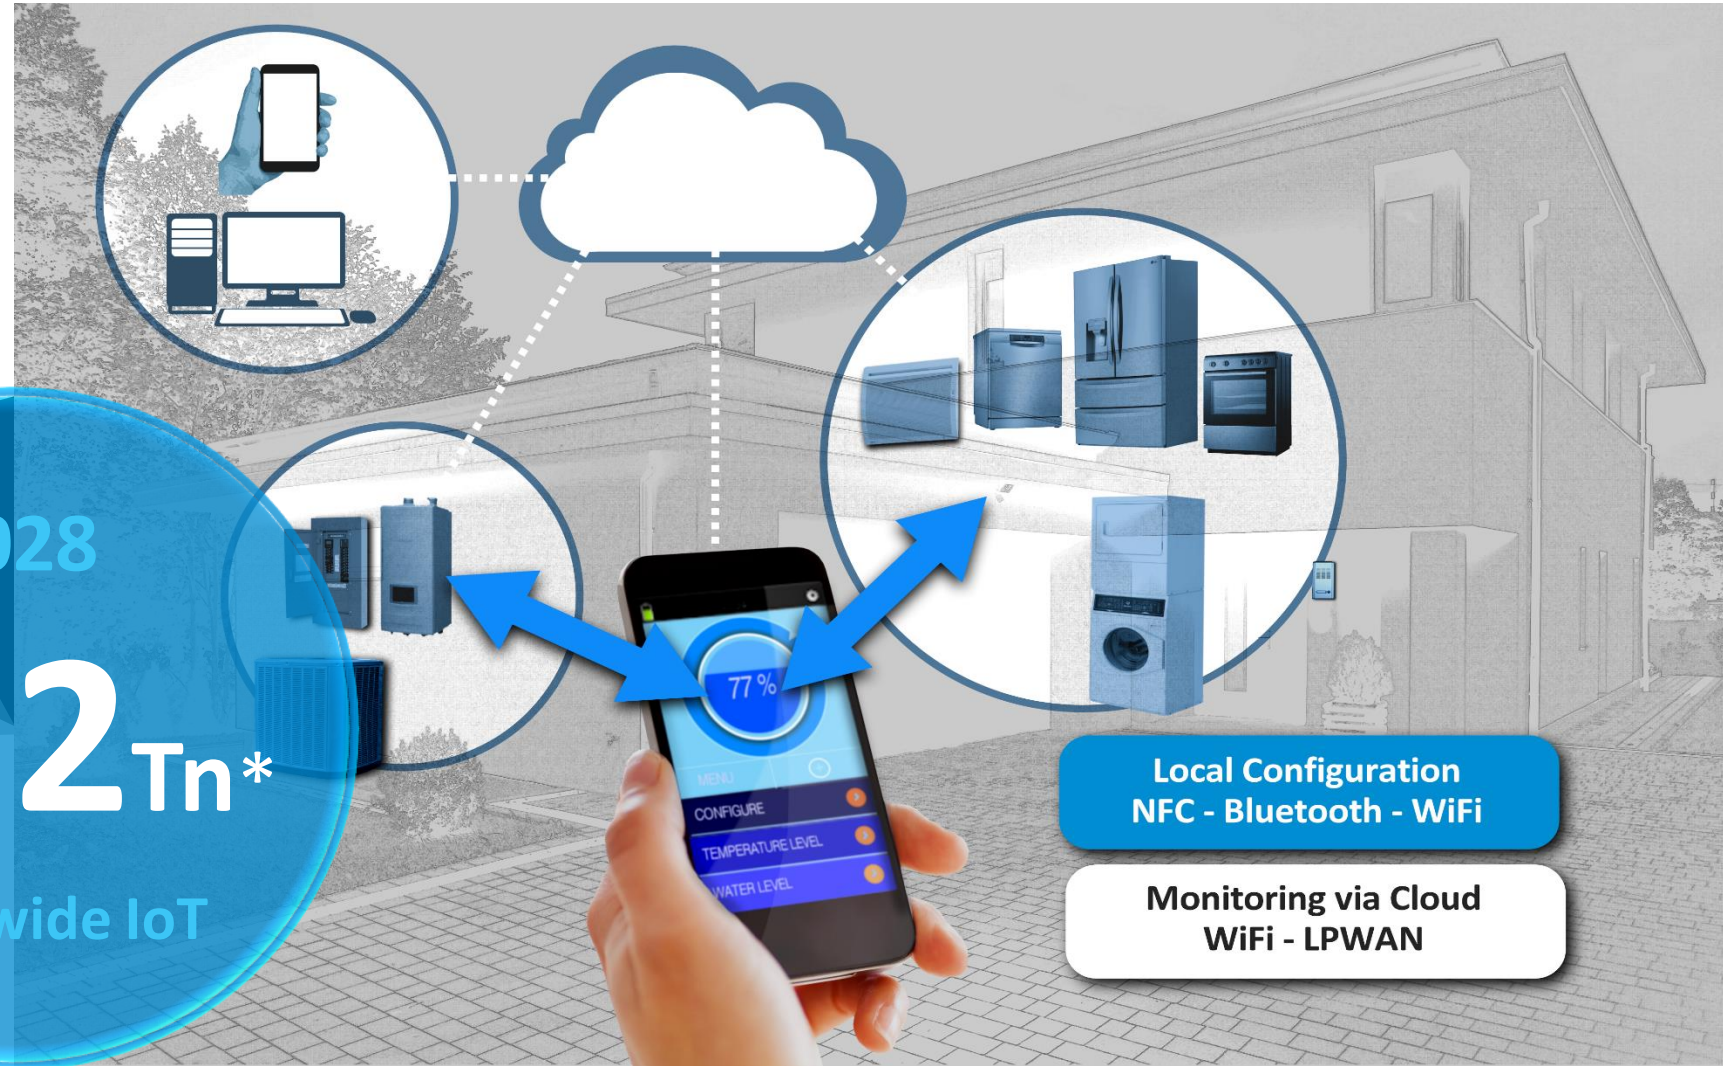 028
2Tn*
wide IoT
77 %
MENU
CONFIGURE
TEMPERATURE LEVEL
WATER LEVEL
Local Configuration
NFC - Bluetooth - WiFi
Monitoring via Cloud
WiFi - LPWAN